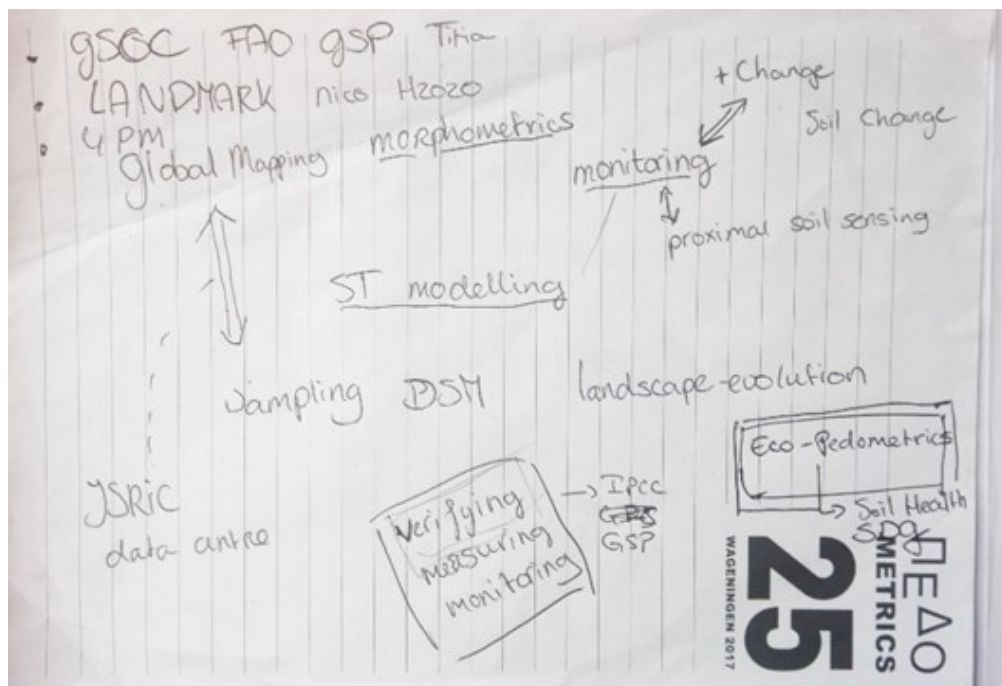 gSOC FAO gSP Titia
• LANDMARK nico H2020
• 4 PM
global Mapping morphometrics
+ Change
Soil Change
monitoring
proximal soil sensing
ST modelling
Sampling DSM landscape-evolution
Eco-Pedometrics
→ Soil Health
SDG
ISRIC
data centre
verifying
measuring
monitoring
→ IPCC
GSP
ΠΕΔΟ
METRICS
25
WAGENINGEN 2017